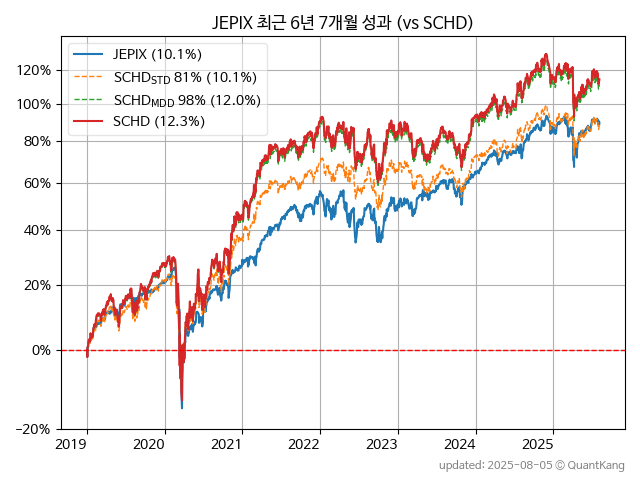 JEPIX 최근 6년 7개월 성과 (vs SCHD)
JEPIX (10.1%)
SCHD_STD 81% (10.1%)
SCHD_MDD 98% (12.0%)
SCHD (12.3%)
120%
100%
80%
60%
40%
20%
0%
−20%
2019 2020 2021 2022 2023 2024 2025
updated: 2025-08-05 ⓒ QuantKang